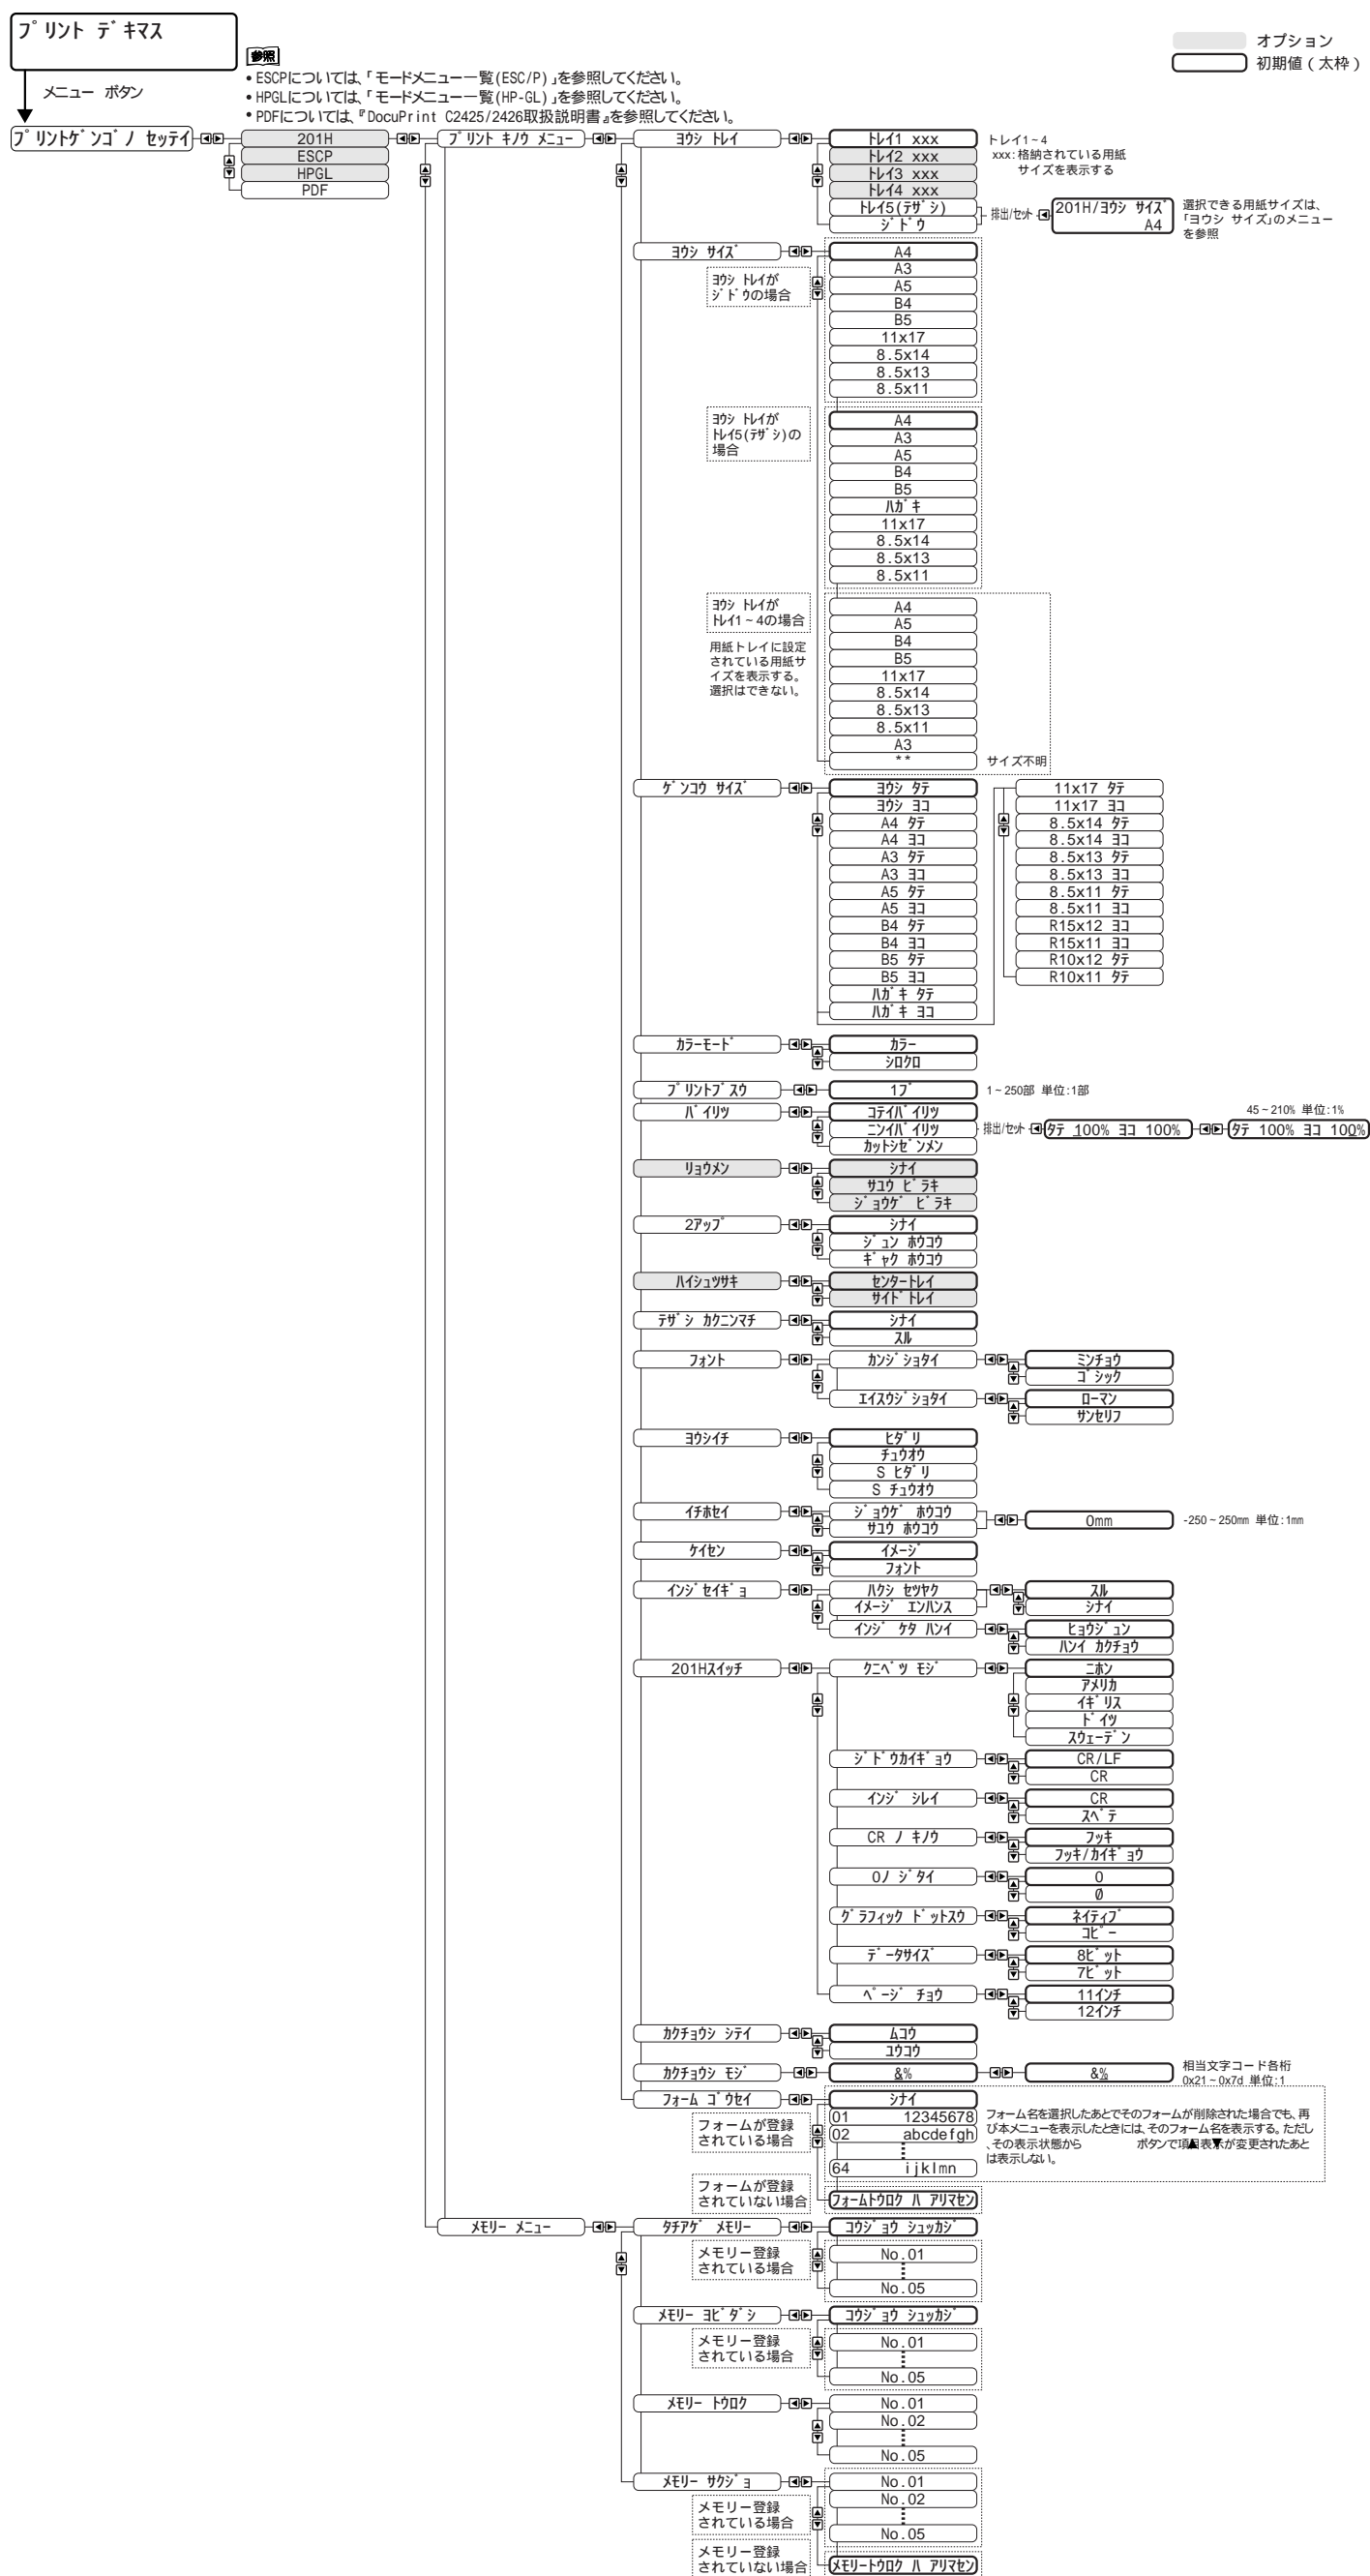 プリント デキマス
オプション
初期値(太枠)
参照
メニュー ボタン
• ESCPについては、「モードメニュー一覧(ESC/P)」を参照してください。
• HPGLについては、「モードメニュー一覧(HP-GL)」を参照してください。
• PDFについては、『DocuPrint C2425/2426取扱説明書』を参照してください。
プリントゲンゴノ セッテイ
201H
ESCP
HPGL
PDF
プリント キノウ メニュー
ヨウシ トレイ
トレイ1 xxx
トレイ2 xxx
トレイ3 xxx
トレイ4 xxx
トレイ5(テザシ)
ジドウ
トレイ1~4
xxx:格納されている用紙
サイズを表示する
排出/セット
201H/ヨウシ サイズ
A4
選択できる用紙サイズは、
「ヨウシ サイズ」のメニュー
を参照
ヨウシ サイズ
ヨウシ トレイが
ジドウの場合
A4
A3
A5
B4
B5
11x17
8.5x14
8.5x13
8.5x11
ヨウシ トレイが
トレイ5(テザシ)の
場合
A4
A3
A5
B4
B5
ハガキ
11x17
8.5x14
8.5x13
8.5x11
ヨウシ トレイが
トレイ1~4の場合
用紙トレイに設定
されている用紙サ
イズを表示する。
選択はできない。
A4
A5
B4
B5
11x17
8.5x14
8.5x13
8.5x11
A3
**
サイズ不明
ゲンコウ サイズ
ヨウシ タテ
ヨウシ ヨコ
A4 タテ
A4 ヨコ
A3 タテ
A3 ヨコ
A5 タテ
A5 ヨコ
B4 タテ
B4 ヨコ
B5 タテ
B5 ヨコ
ハガキ タテ
ハガキ ヨコ
11x17 タテ
11x17 ヨコ
8.5x14 タテ
8.5x14 ヨコ
8.5x13 タテ
8.5x13 ヨコ
8.5x11 タテ
8.5x11 ヨコ
R15x12 ヨコ
R15x11 ヨコ
R10x12 タテ
R10x11 タテ
カラーモード
カラー
シロクロ
プリントブスウ
1ブ
1~250部 単位:1部
バイリツ
コテイバイリツ
ニンイバイリツ
カットシゼンメン
排出/セット
タテ 100% ヨコ 100%
45~210% 単位:1%
タテ 100% ヨコ 100%
リョウメン
シナイ
サユウ ビラキ
ジョウゲ ビラキ
2アップ
シナイ
ジュン ホウコウ
ギャク ホウコウ
ハイシュツサキ
センタートレイ
サイドトレイ
テザシ カクニンマチ
シナイ
スル
フォント
カンジショタイ
ミンチョウ
ゴシック
エイスウジショタイ
ローマン
サンセリフ
ヨウシイチ
ヒダリ
チュウオウ
S ヒダリ
S チュウオウ
イチホセイ
ジョウゲ ホウコウ
サユウ ホウコウ
0mm
-250~250mm 単位:1mm
ケイセン
イメージ
フォント
インジセイギョ
ハクシ セツヤク
イメージ エンハンス
スル
シナイ
インジ ケタ ハンイ
ヒョウジュン
ハンイ カクチョウ
201Hスイッチ
クニベツ モジ
ニホン
アメリカ
イギリス
ドイツ
スウェーデン
ジドウカイギョウ
CR/LF
CR
インジ シレイ
CR
スベテ
CR ノ キノウ
フッキ
フッキ/カイギョウ
0ノ ジタイ
0
Ø
グラフィック ドットスウ
ネイティブ
コピー
データサイズ
8ビット
7ビット
ページ チョウ
11インチ
12インチ
カクチョウシ シテイ
ムコウ
ユウコウ
カクチョウシ モジ
&%
&%
相当文字コード各桁
0x21~0x7d 単位:1
フォーム ゴウセイ
シナイ
フォームが登録
されている場合
01 12345678
02 abcdefgh
64 ijklmn
フォーム名を選択したあとでそのフォームが削除された場合でも、再
び本メニューを表示したときには、そのフォーム名を表示する。ただし
、その表示状態から ボタンで項目表示が変更されたあと
は表示しない。
フォームが登録
されていない場合
フォームトウロク ハ アリマセン
メモリー メニュー
タチアゲ メモリー
コウジョウ シュッカジ
メモリー登録
されている場合
No.01
No.05
メモリー ヨビダシ
コウジョウ シュッカジ
メモリー登録
されている場合
No.01
No.05
メモリー トウロク
No.01
No.02
No.05
メモリー サクジョ
メモリー登録
されている場合
No.01
No.02
No.05
メモリー登録
されていない場合
メモリートウロク ハ アリマセン